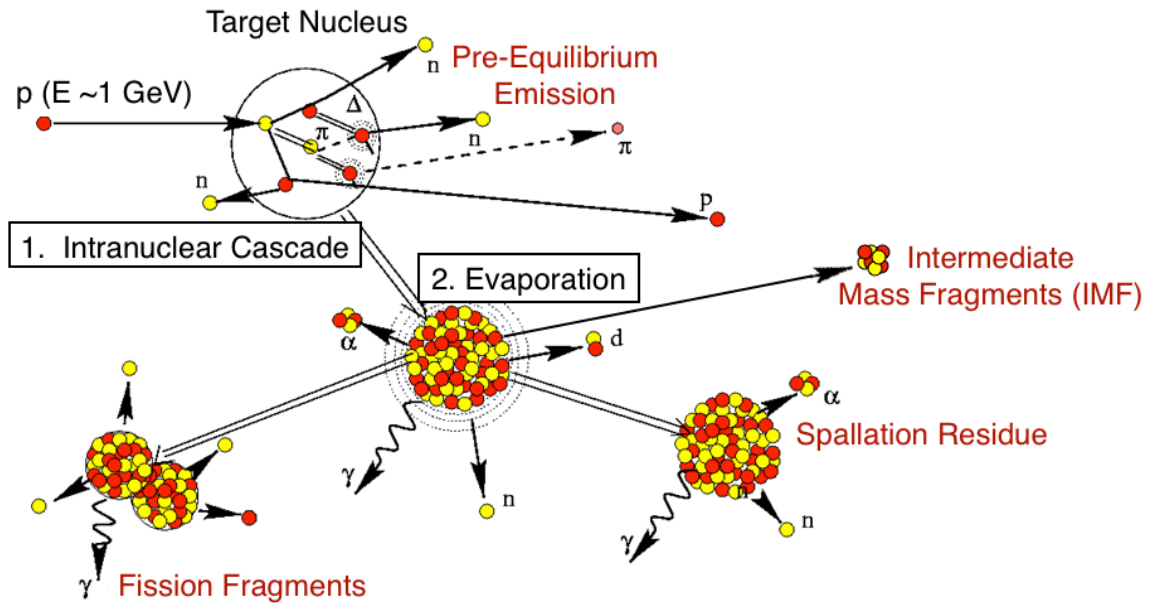 Target Nucleus
n
Pre-Equilibrium
Emission
p (E ~1 GeV)
Δ
π
n
π
n
p
1. Intranuclear Cascade
2. Evaporation
Intermediate
Mass Fragments (IMF)
α
d
α
Spallation Residue
γ
n
n
n
γ
γ
Fission Fragments